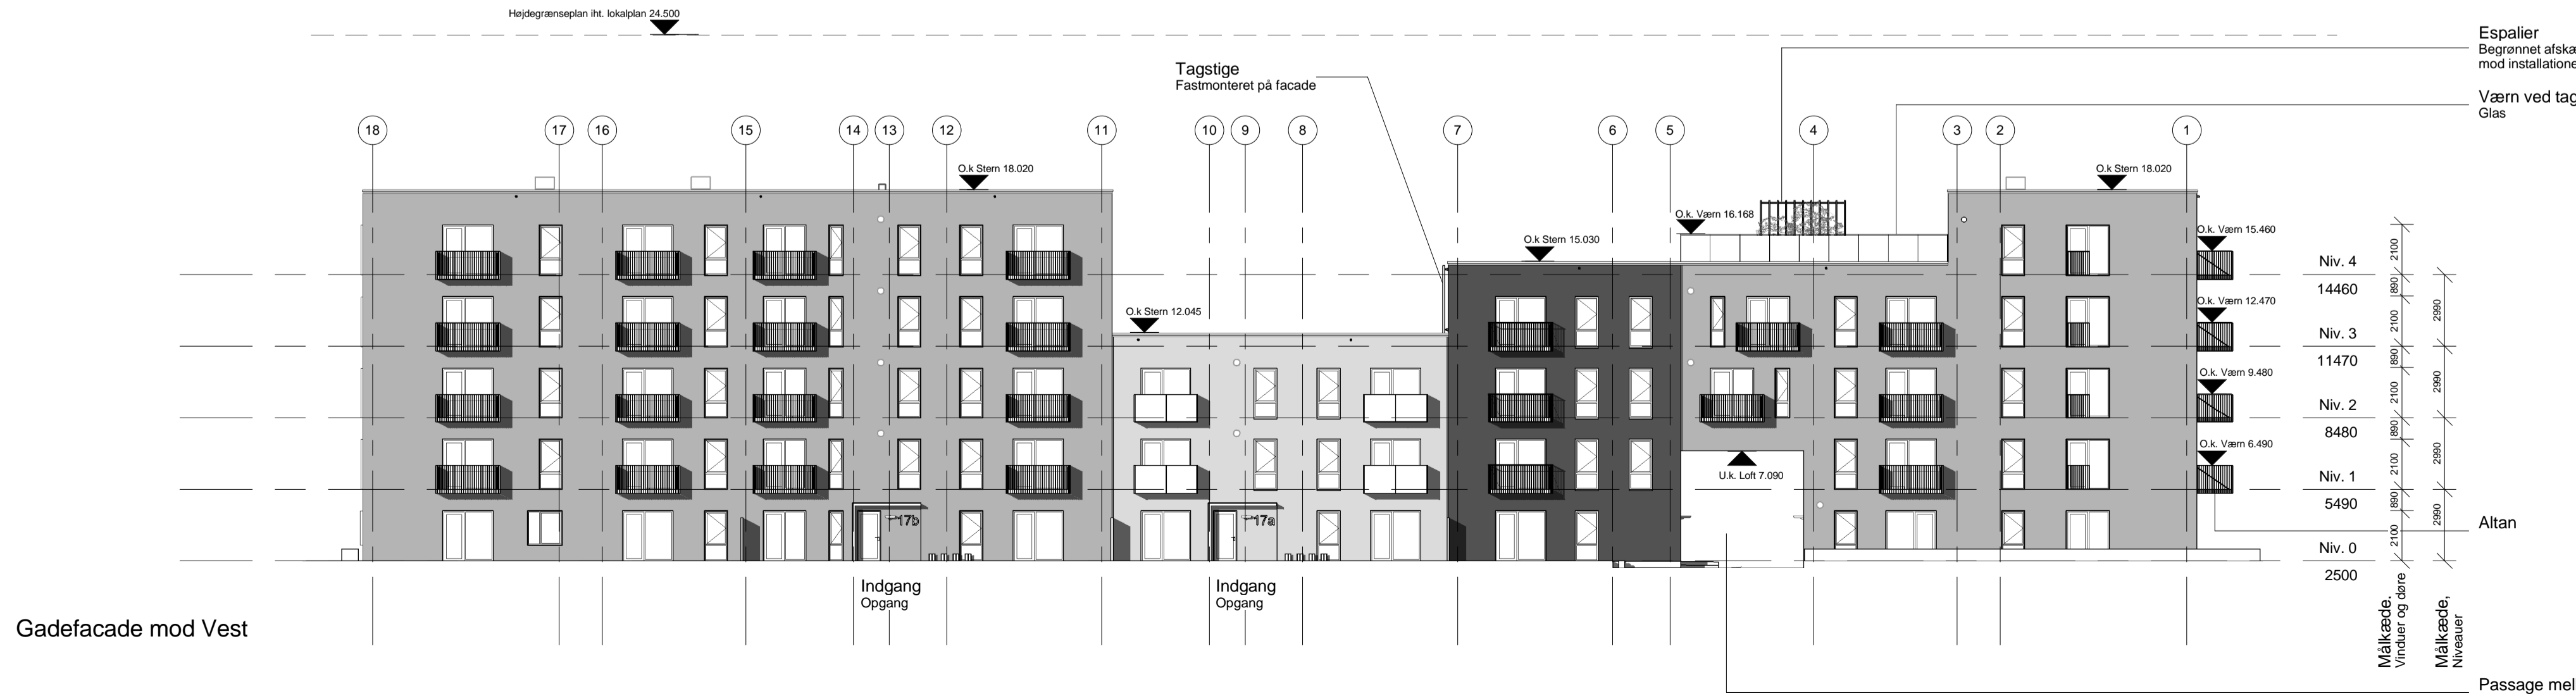 Højdegrænseplan iht. lokalplan 24.500
Espalier
Begrønnet afskæ
mod installatione
Tagstige
Fastmonteret på facade
Værn ved tag
Glas
18
17
16
15
14
13
12
11
10
9
8
7
6
5
4
3
2
1
O.k Stern 18.020
O.k Stern 18.020
O.k. Værn 16.168
O.k Stern 15.030
O.k Stern 12.045
O.k. Værn 15.460
O.k. Værn 12.470
O.k. Værn 9.480
O.k. Værn 6.490
U.k. Loft 7.090
17b
17a
Niv. 4
14460
Niv. 3
11470
Niv. 2
8480
Niv. 1
5490
Niv. 0
2500
2100
890
2100
890
2100
890
2100
890
2100
2990
2990
2990
2990
Altan
Indgang
Opgang
Indgang
Opgang
Målkæde.
Vinduer og døre
Målkæde,
Niveauer
Gadefacade mod Vest
Passage mel